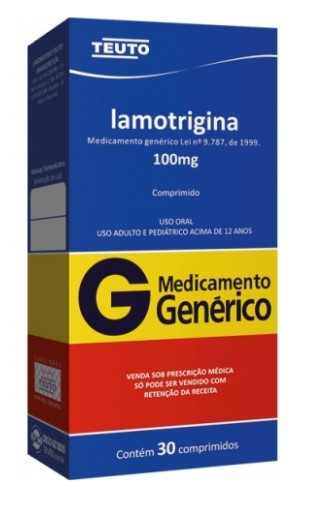 TEUTO
lamotrigina
Medicamento genérico Lei nº 9.787, de 1999.
100mg
Comprimido
USO ORAL
USO ADULTO E PEDIÁTRICO ACIMA DE 12 ANOS
G Medicamento
Genérico
VENDA SOB PRESCRIÇÃO MÉDICA
SÓ PODE SER VENDIDO COM
RETENÇÃO DA RECEITA
Contém 30 comprimidos
TEUTO